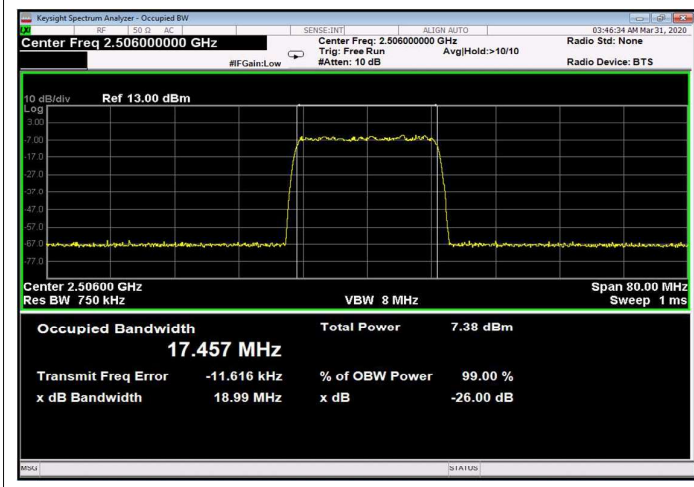 Keysight Spectrum Analyzer - Occupied BW
RF 50 Ω AC SENSE:INT ALIGN AUTO 03:46:34 AM Mar 31, 2020
Center Freq 2.506000000 GHz Center Freq: 2.506000000 GHz Radio Std: None
Trig: Free Run Avg|Hold:>10/10
#IFGain:Low #Atten: 10 dB Radio Device: BTS
10 dB/div Ref 13.00 dBm
Log
3.00
-7.00
-17.0
-27.0
-37.0
-47.0
-57.0
-67.0
-77.0
Center 2.50600 GHz Span 80.00 MHz
Res BW 750 kHz VBW 8 MHz Sweep 1 ms
Occupied Bandwidth Total Power 7.38 dBm
17.457 MHz
Transmit Freq Error -11.616 kHz % of OBW Power 99.00 %
x dB Bandwidth 18.99 MHz x dB -26.00 dB
MSG STATUS